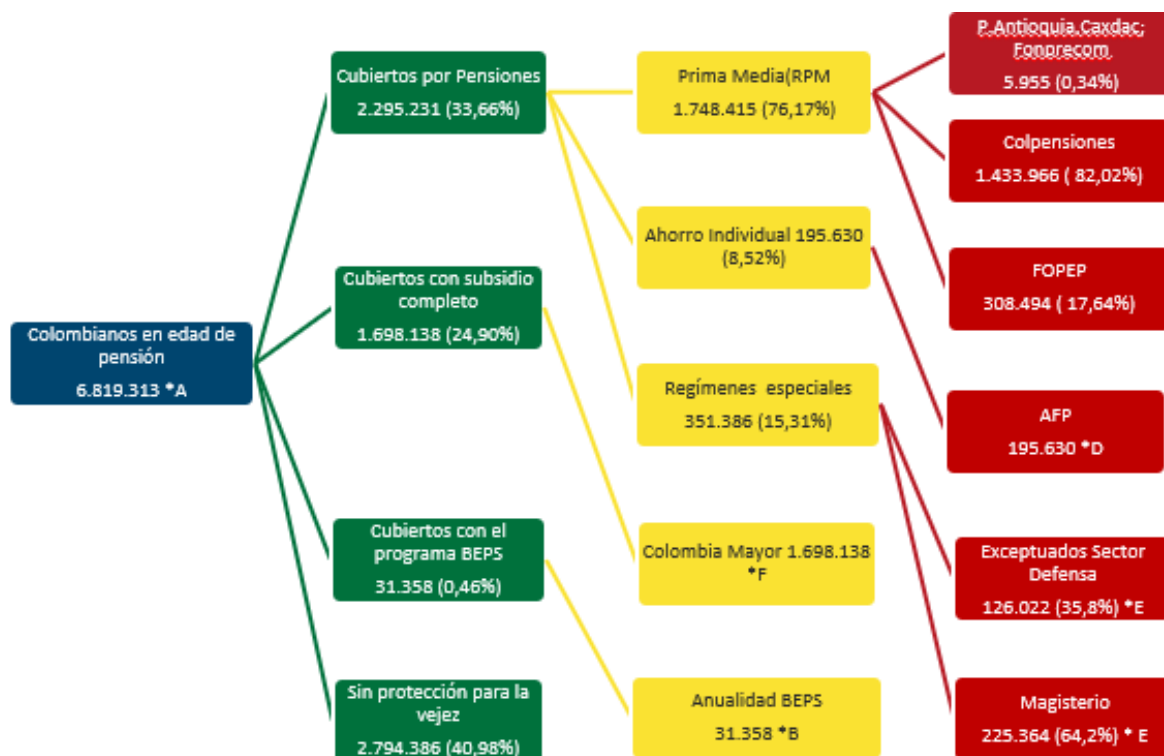 Colombianos en edad de
pensión
6.819.313 *A
Cubiertos por Pensiones
2.295.231 (33,66%)
Cubiertos con subsidio
completo
1.698.138 (24,90%)
Cubiertos con el
programa BEPS
31.358 (0,46%)
Sin protección para la
vejez
2.794.386 (40,98%)
Prima Media(RPM
1.748.415 (76,17%)
Ahorro Individual 195.630
(8,52%)
Regímenes especiales
351.386 (15,31%)
Colombia Mayor 1.698.138
*F
Anualidad BEPS
31.358 *B
P.Antioquia,Caxdac;
Fonprecom
5.955 (0,34%)
Colpensiones
1.433.966 ( 82,02%)
FOPEP
308.494 ( 17,64%)
AFP
195.630 *D
Exceptuados Sector
Defensa
126.022 (35,8%) *E
Magisterio
225.364 (64,2%) * E